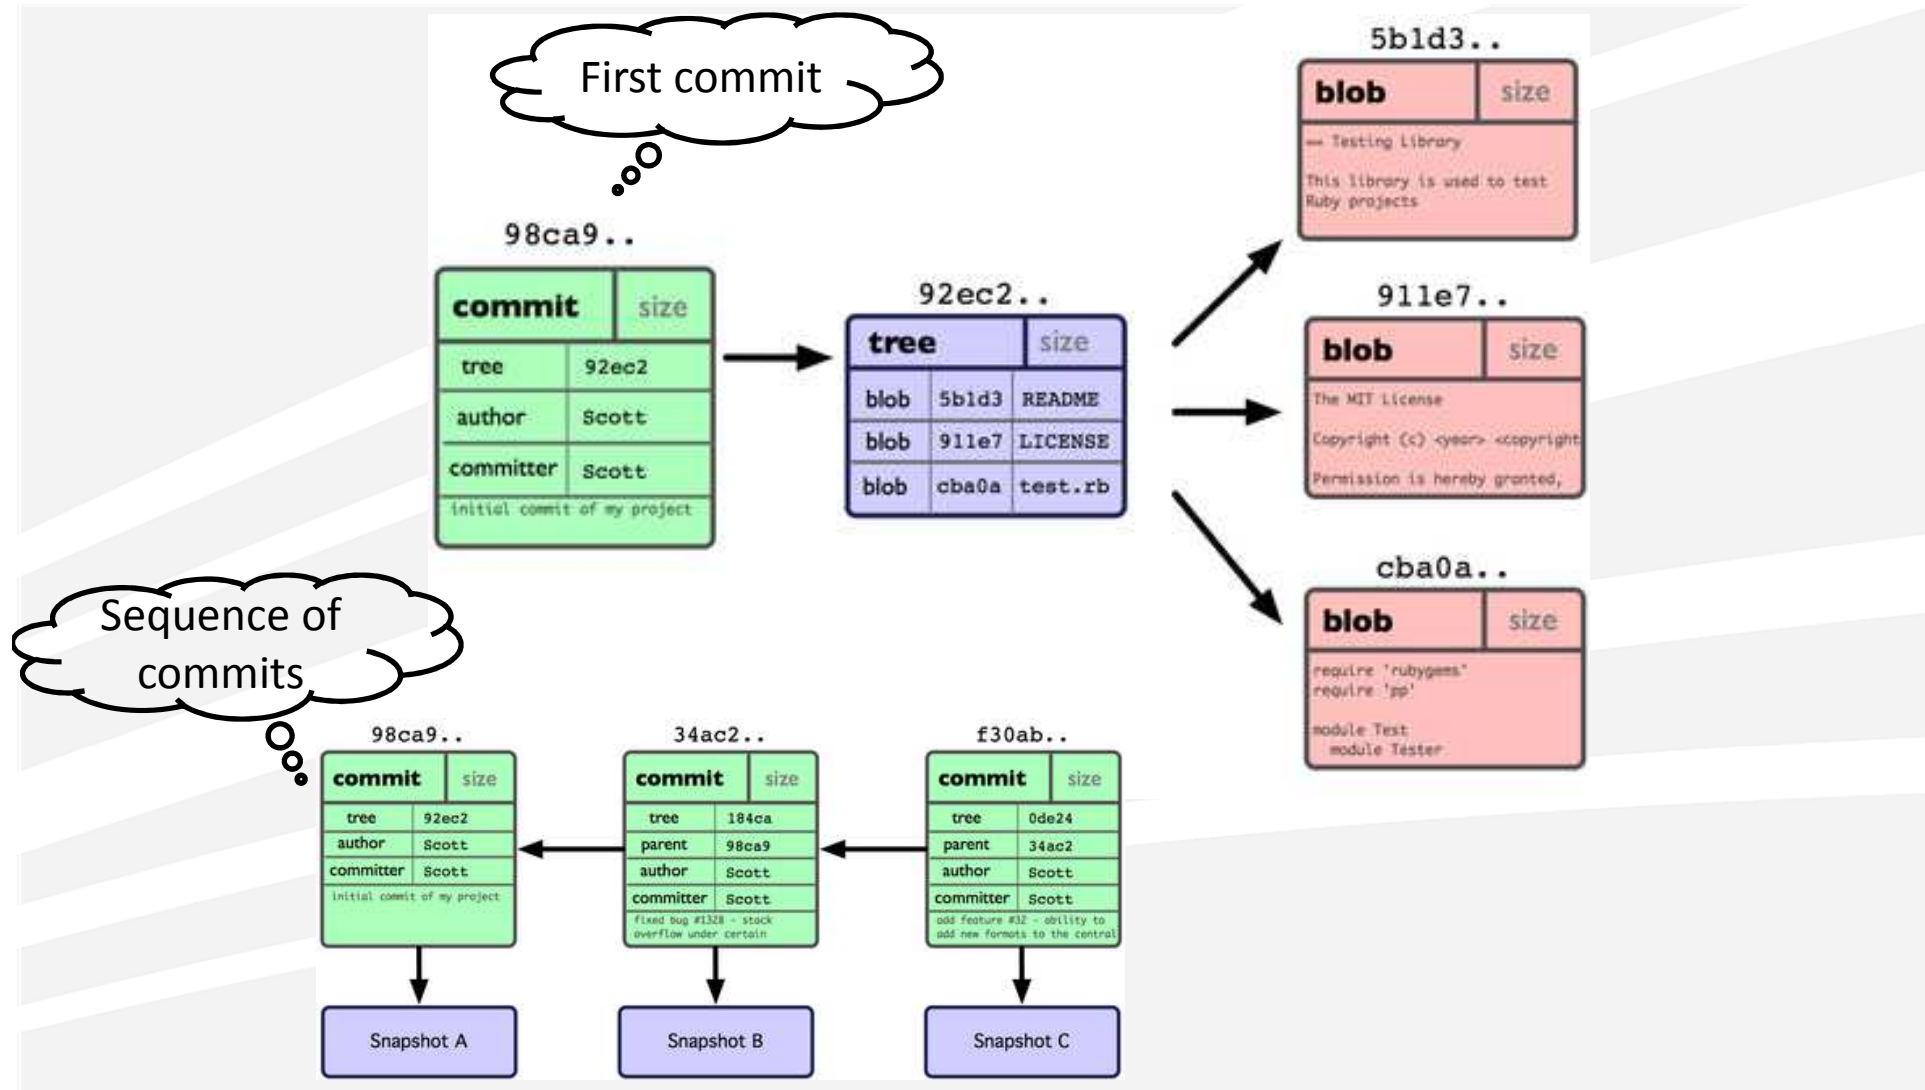 First commit
98ca9..
commit size
tree 92ec2
author Scott
committer Scott
initial commit of my project
92ec2..
tree size
blob 5b1d3 README
blob 911e7 LICENSE
blob cba0a test.rb
5b1d3..
blob size
== Testing Library
This library is used to test
Ruby projects
911e7..
blob size
The MIT License
Copyright (c) <year> <copyright
Permission is hereby granted,
cba0a..
blob size
require 'rubygems'
require 'pp'
module Test
module Tester
Sequence of
commits
98ca9..
commit size
tree 92ec2
author Scott
committer Scott
initial commit of my project
Snapshot A
34ac2..
commit size
tree 184ca
parent 98ca9
author Scott
committer Scott
fixed bug #1328 - stack
overflow under certain
Snapshot B
f30ab..
commit size
tree 0de24
parent 34ac2
author Scott
committer Scott
add feature #32 - ability to
add new formats to the central
Snapshot C